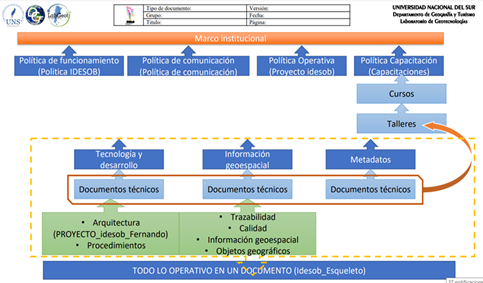 UNS
LabGeot
Tipo de documento:
Versión:
Grupo:
Fecha:
Título:
Página:
UNIVERSIDAD NACIONAL DEL SUR
Departamento de Geografía y Turismo
Laboratorio de Geotecnologías
Marco institucional
Política de funcionamiento
(Política IDESOB)
Política de comunicación
(Política de comunicación)
Política Operativa
(Proyecto idesob)
Política Capacitación
(Capacitaciones)
Cursos
Talleres
Tecnología y
desarrollo
Información
geoespacial
Metadatos
Documentos técnicos
Documentos técnicos
Documentos técnicos
• Arquitectura
(PROYECTO_idesob_Fernando)
• Procedimientos
• Trazabilidad
• Calidad
• Información geoespacial
• Objetos geográficos
TODO LO OPERATIVO EN UN DOCUMENTO (Idesob_Esqueleto)
27 notificaciones